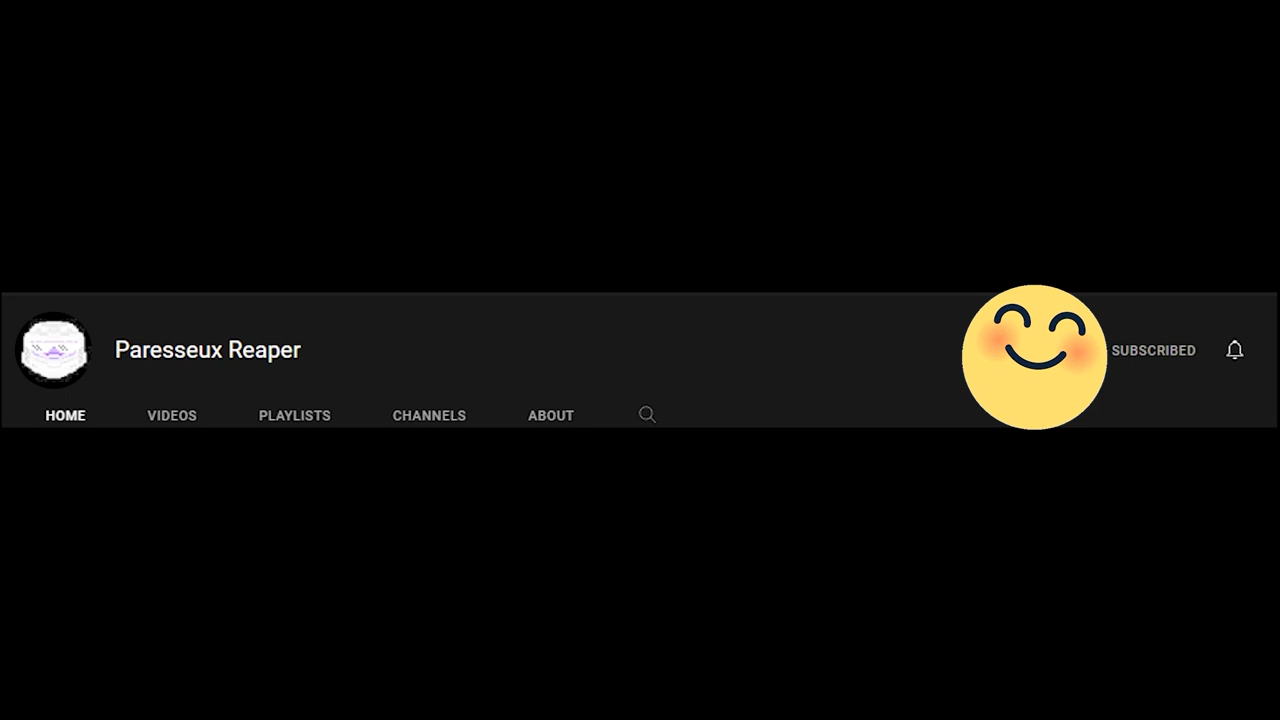 Paresseux Reaper
SUBSCRIBED
HOME VIDEOS PLAYLISTS CHANNELS ABOUT